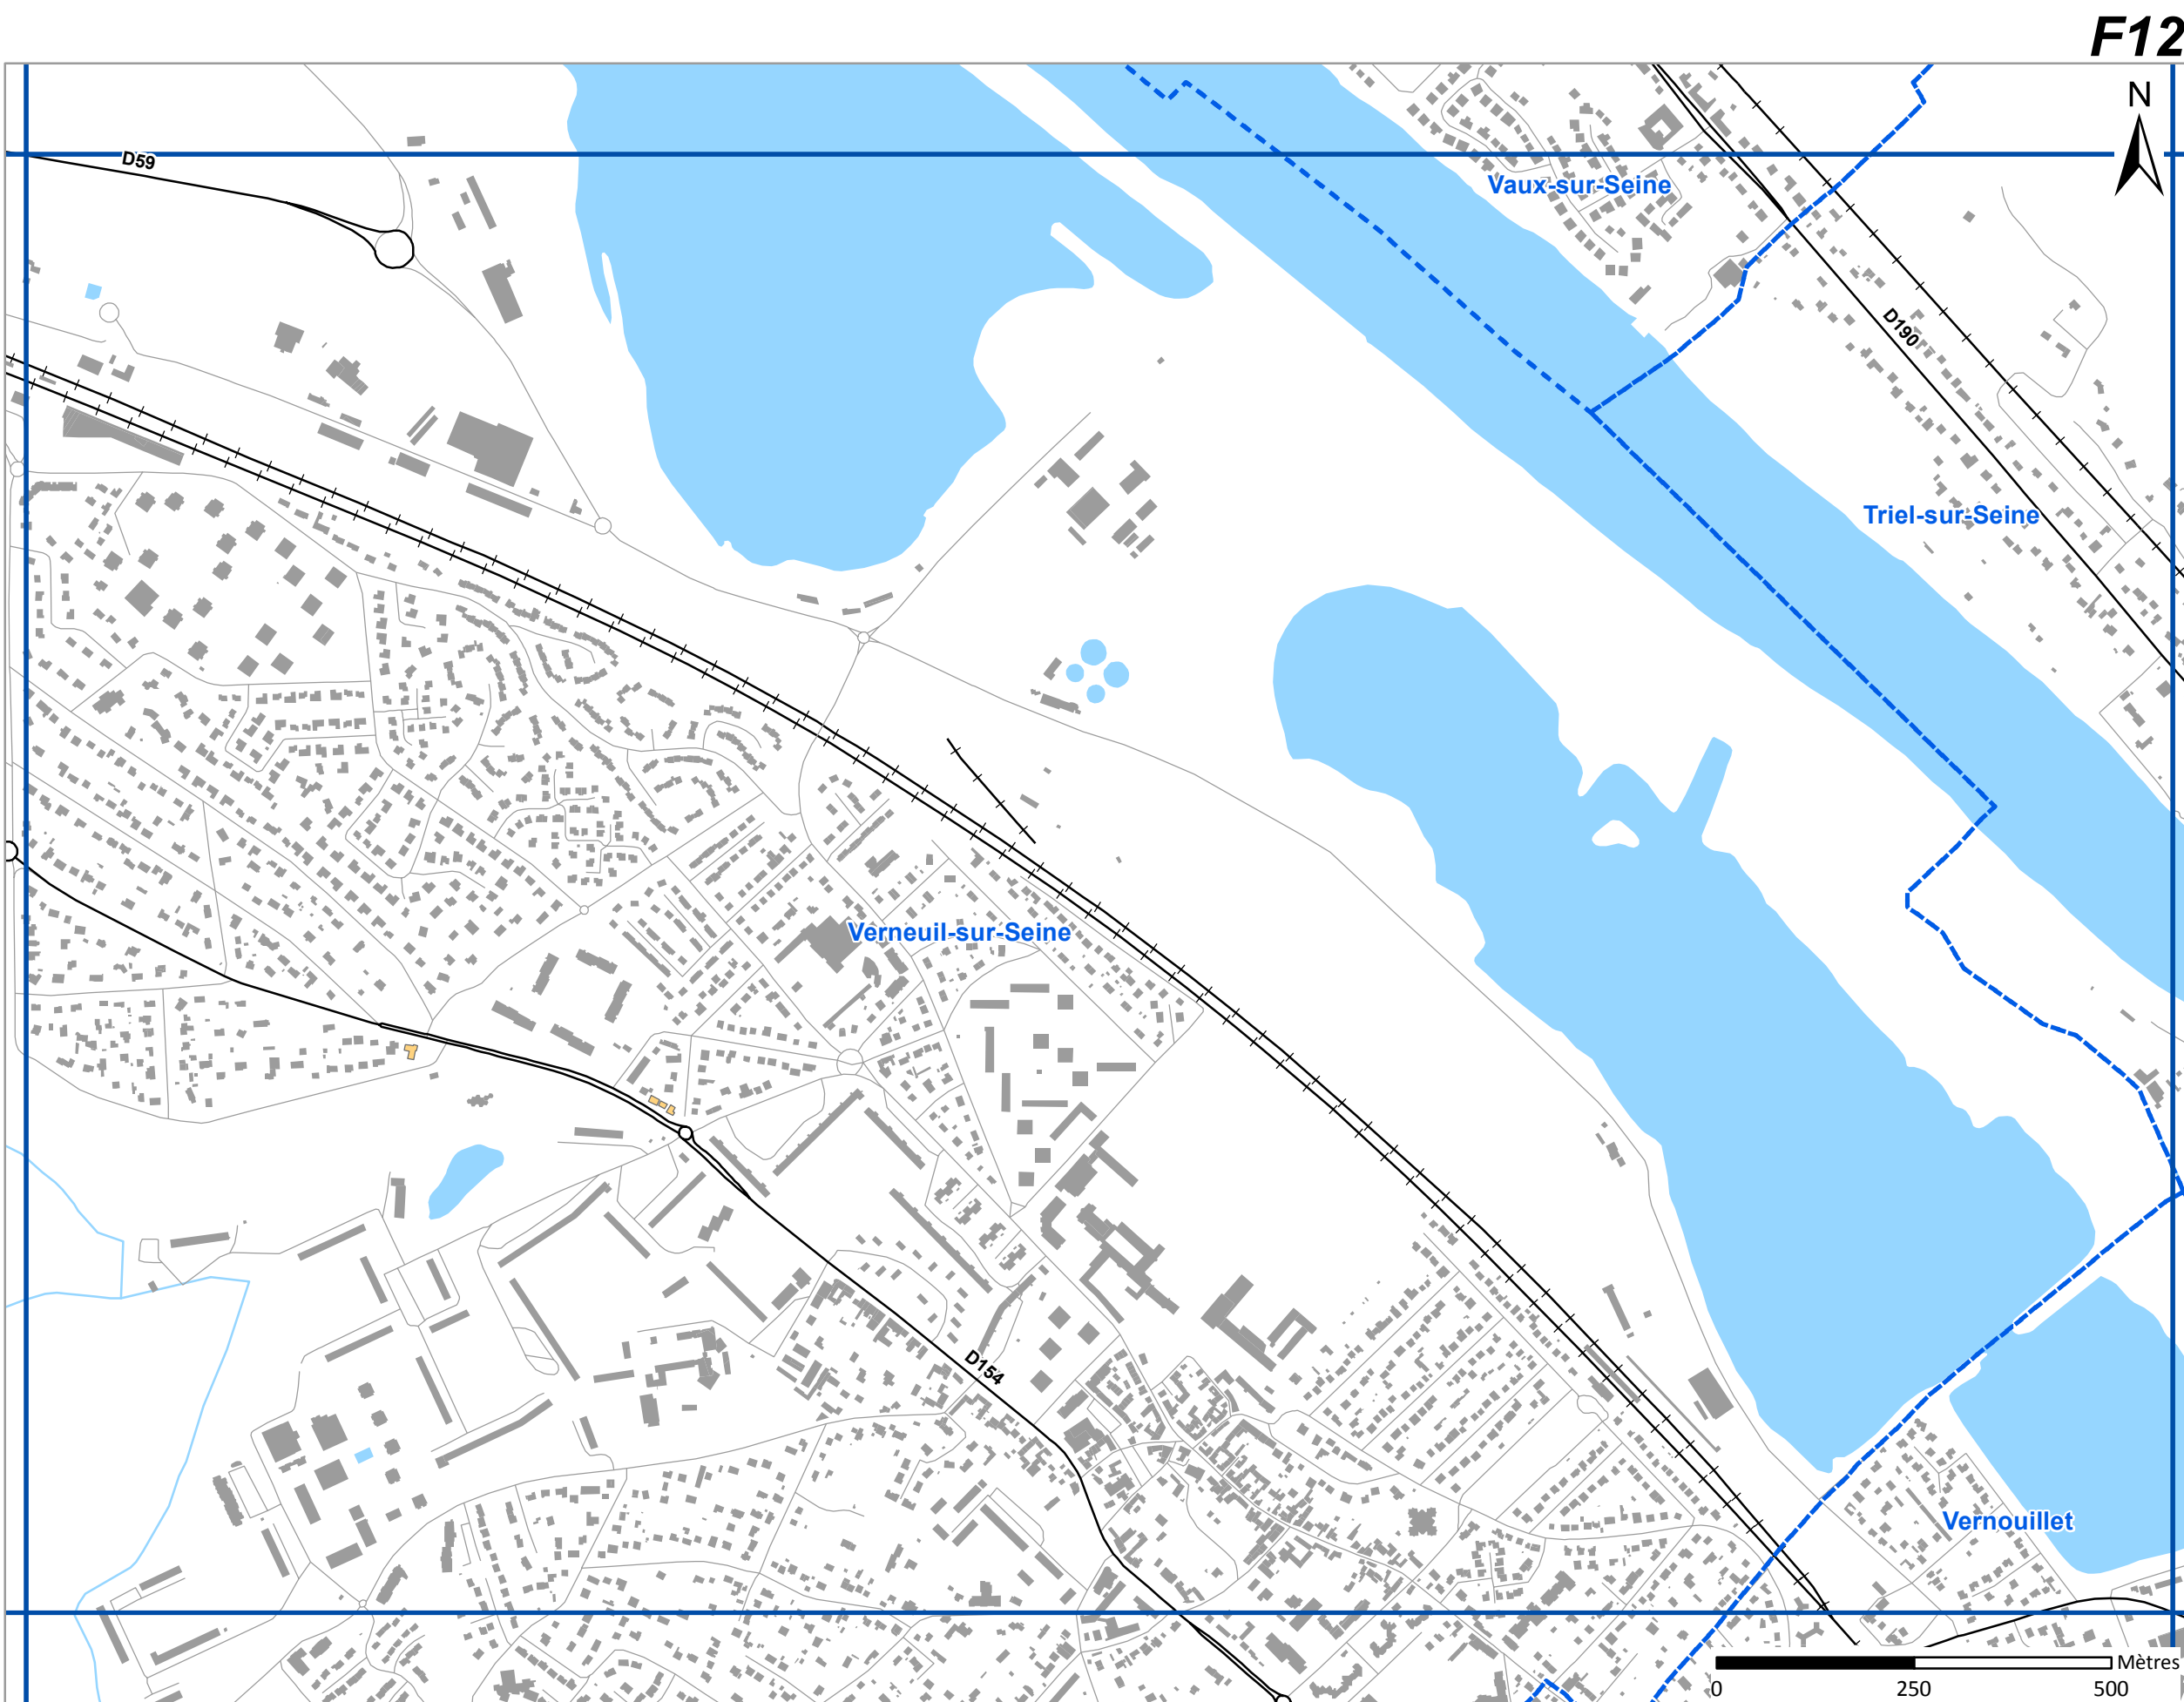 F12
N
D59
Vaux-sur-Seine
D190
Triel-sur-Seine
Verneuil-sur-Seine
D154
Vernouillet
Mètres
0 250 500